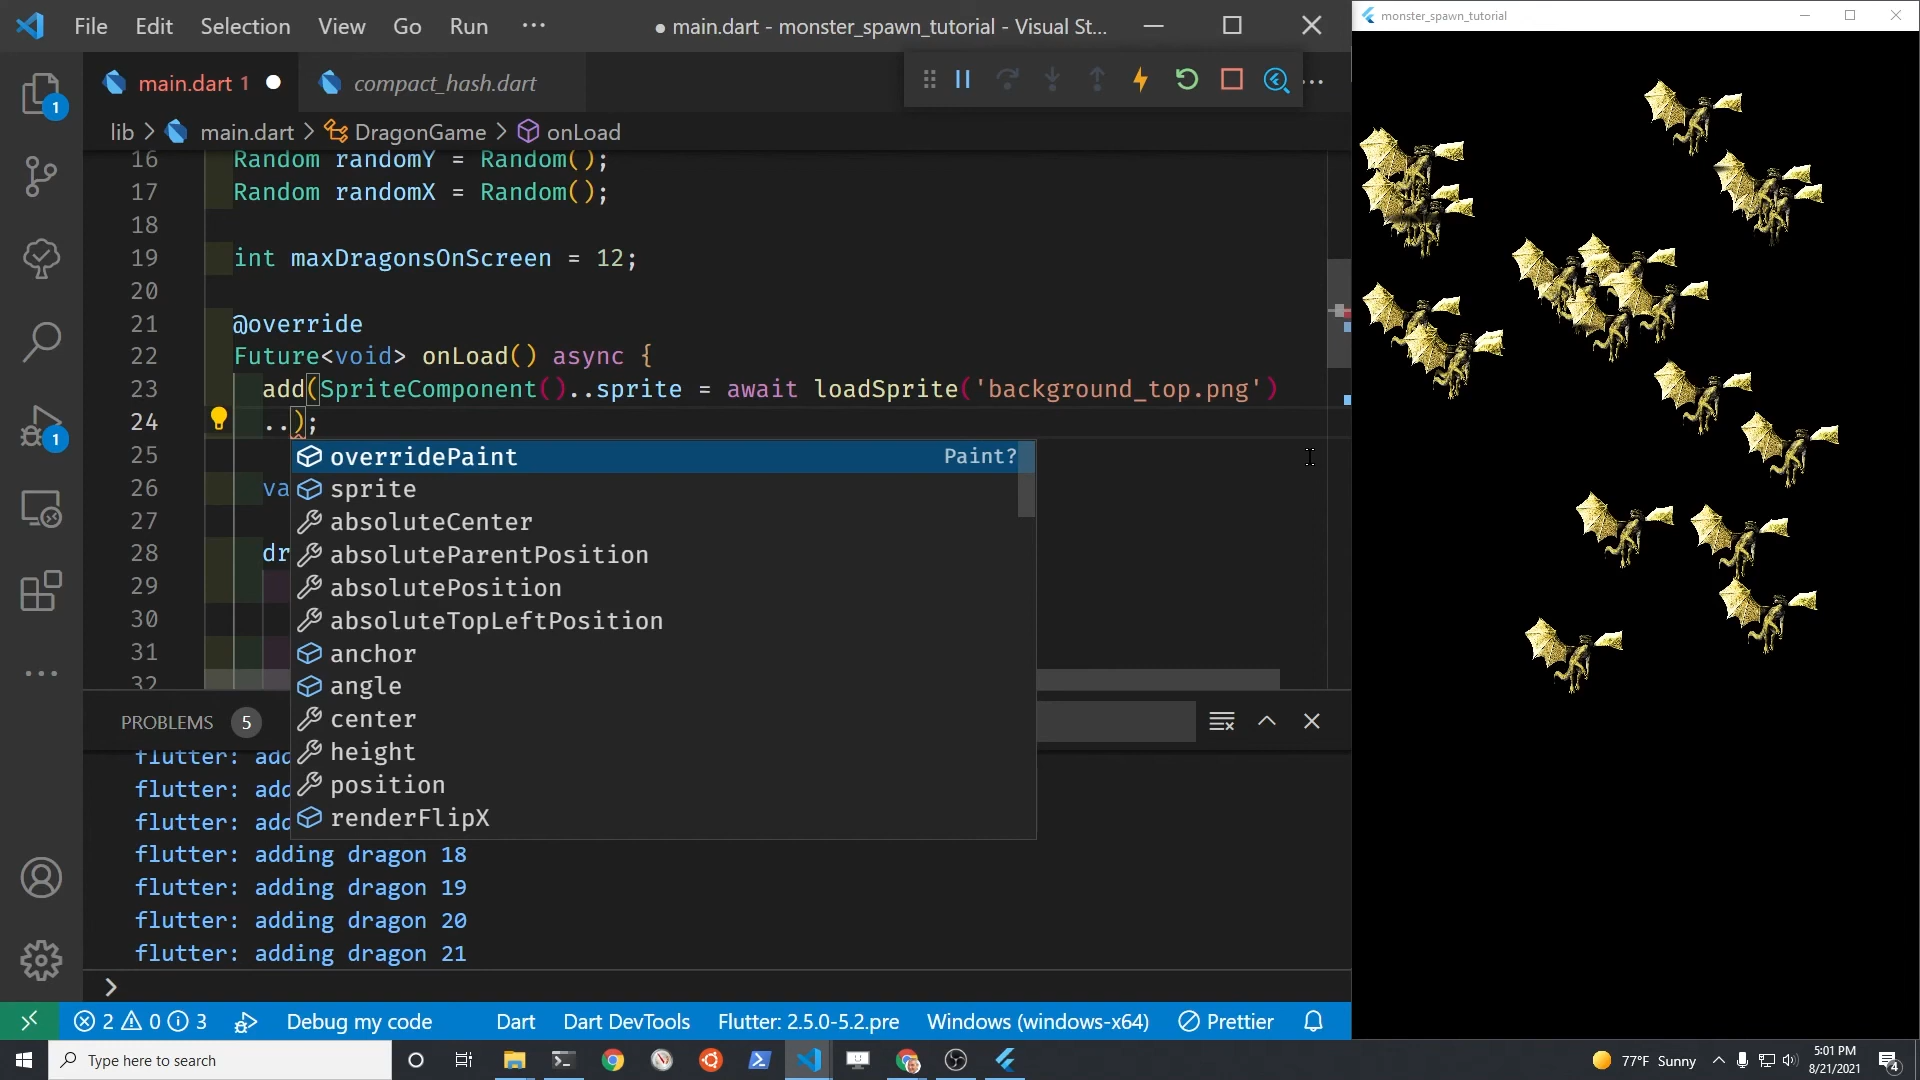 File Edit Selection View Go Run ···
● main.dart - monster_spawn_tutorial - Visual St...
monster_spawn_tutorial
main.dart 1
compact_hash.dart
1
lib > main.dart > DragonGame > onLoad
16 Random randomY = Random();
17 Random randomX = Random();
18
19 int maxDragonsOnScreen = 12;
20
21 @override
22 Future<void> onLoad() async {
23 add(SpriteComponent()..sprite = await loadSprite('background_top.png')
24 ..);
25
26 va
27
28 dr
29
30
31
32
overridePaint Paint?
sprite
absoluteCenter
absoluteParentPosition
absolutePosition
absoluteTopLeftPosition
anchor
angle
center
height
position
renderFlipX
1
PROBLEMS 5
flutter: add
flutter: add
flutter: add
flutter: adding dragon 18
flutter: adding dragon 19
flutter: adding dragon 20
flutter: adding dragon 21
>
2 0 3 Debug my code Dart Dart DevTools Flutter: 2.5.0-5.2.pre Windows (windows-x64) Prettier
Type here to search
77°F Sunny
5:01 PM
8/21/2021
4